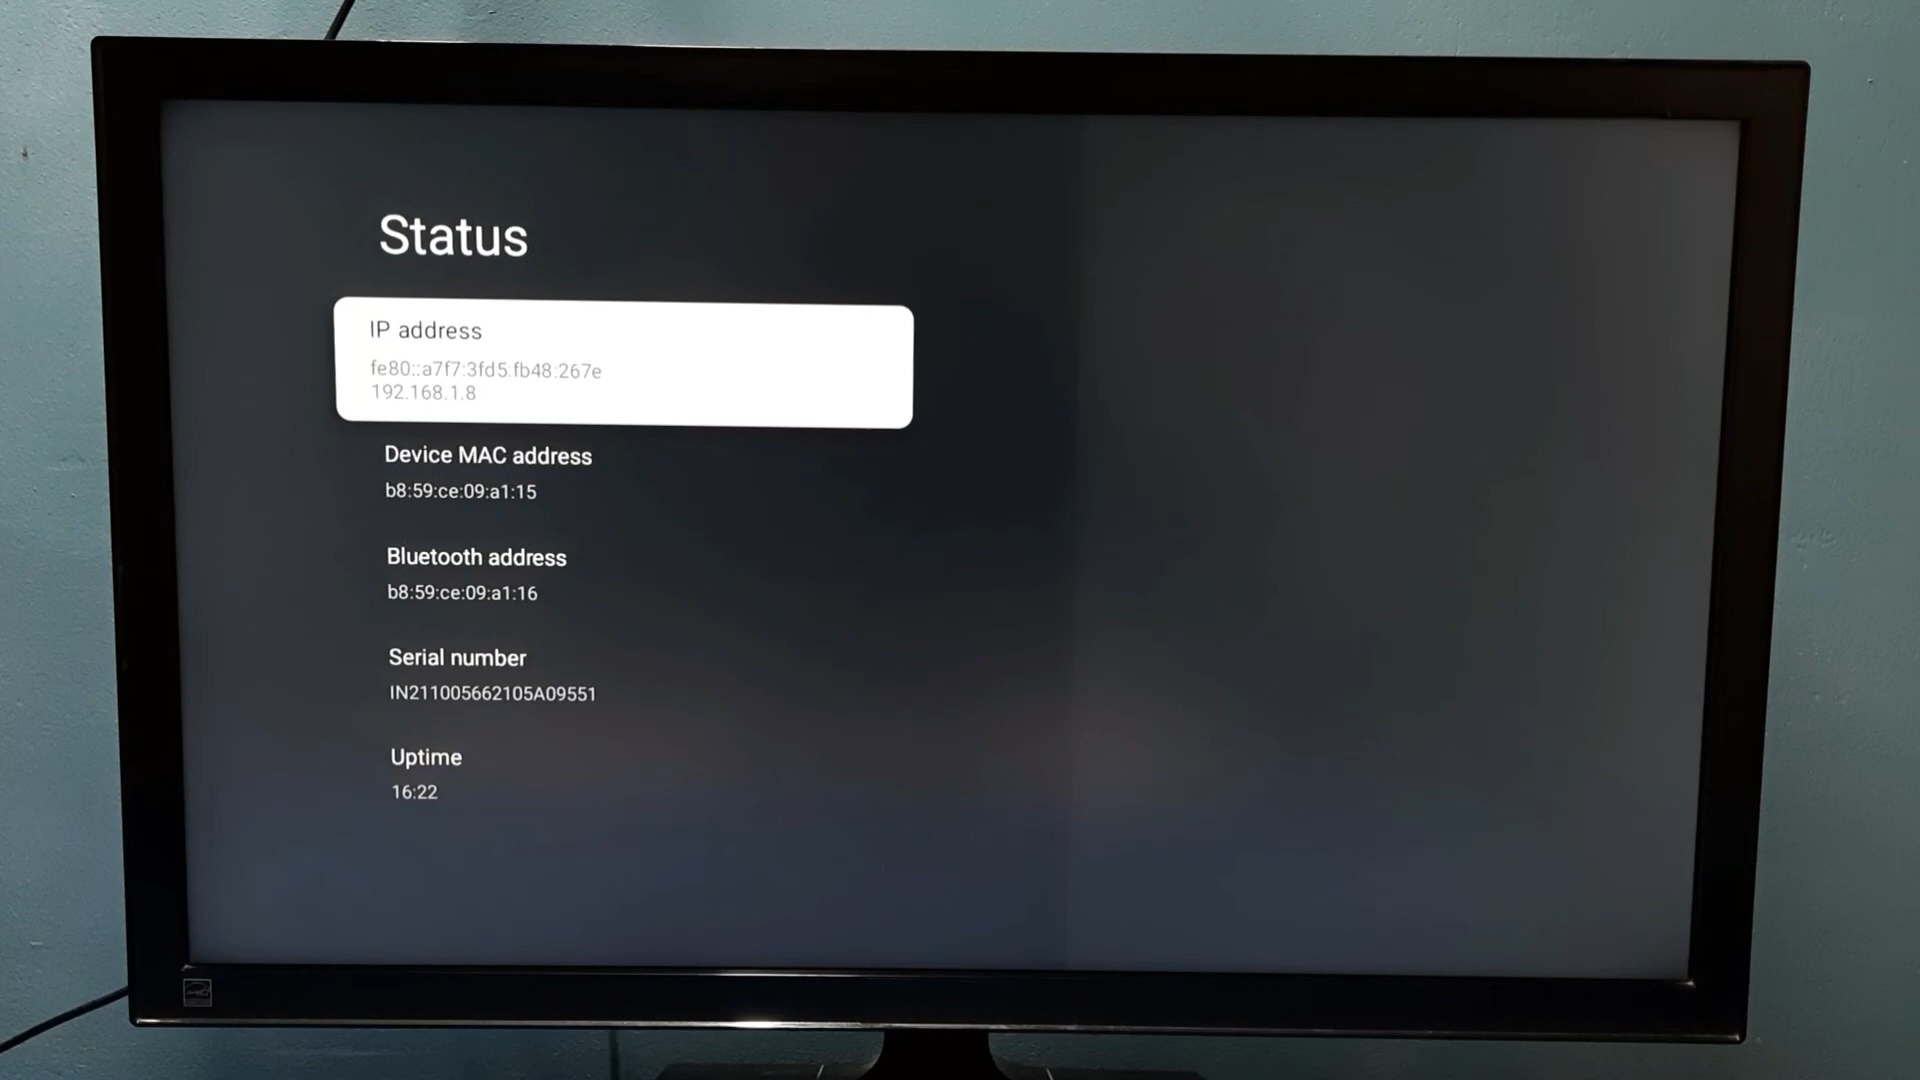 Status
IP address
fe80::a7f7:3fd5:fb48:267e
192.168.1.8
Device MAC address
b8:59:ce:09:a1:15
Bluetooth address
b8:59:ce:09:a1:16
Serial number
IN211005662105A09551
Uptime
16:22